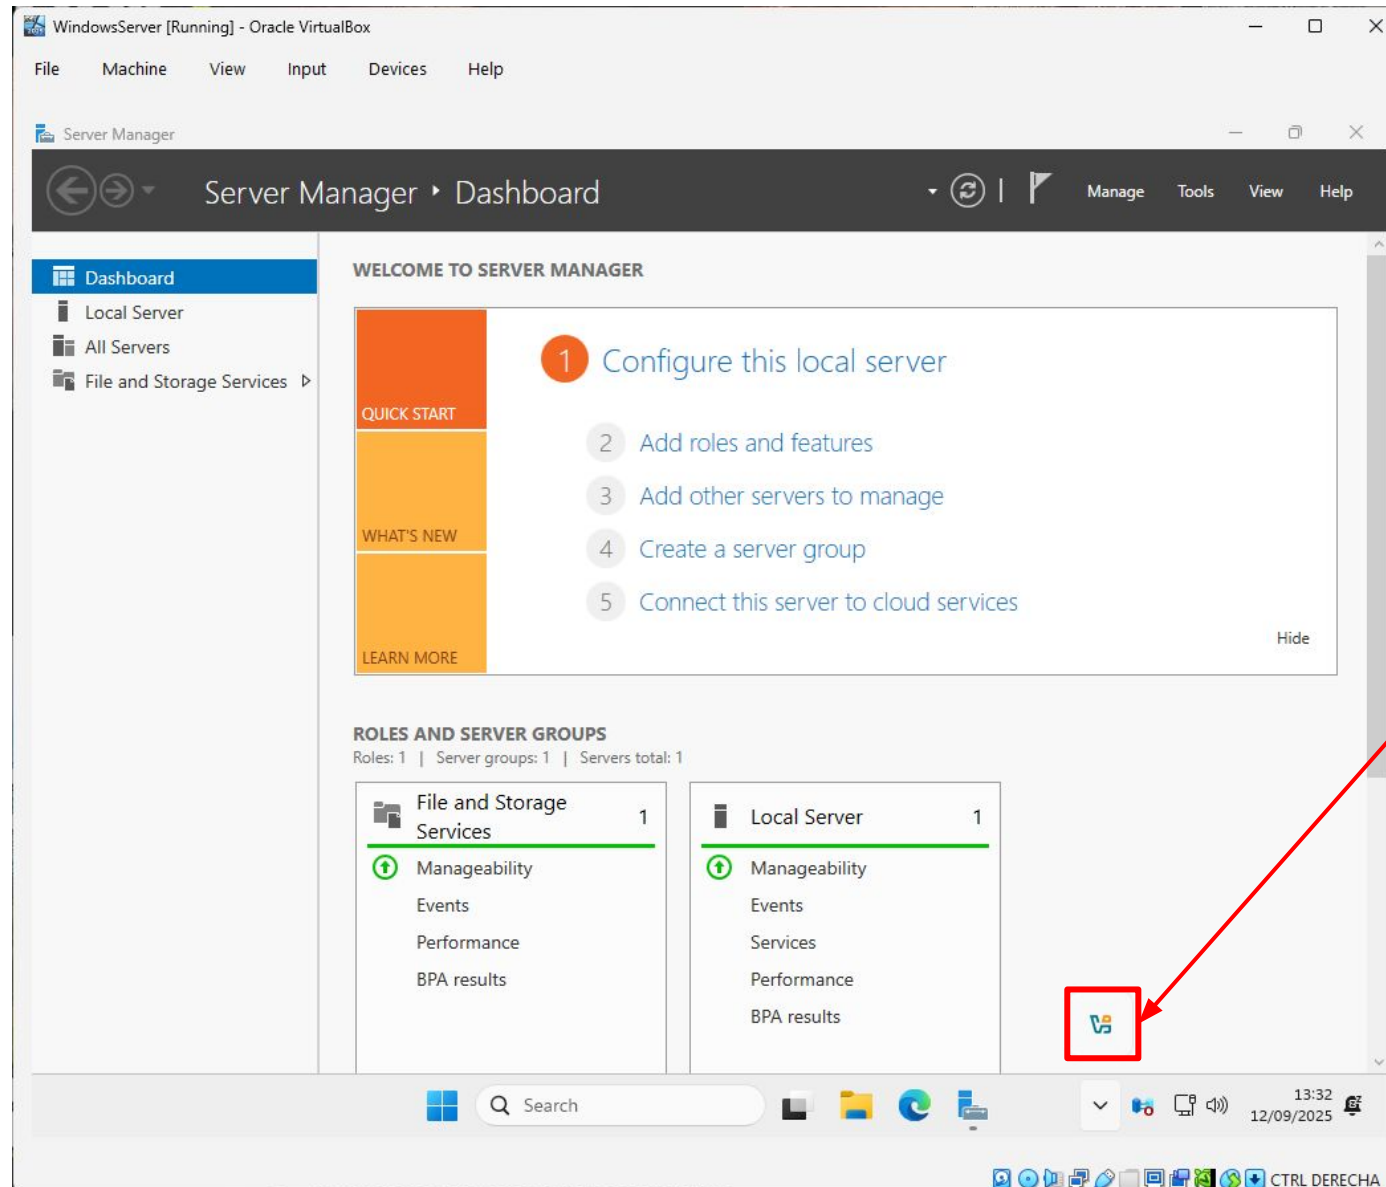 WindowsServer [Running] - Oracle VirtualBox
File Machine View Input Devices Help
Server Manager
Server Manager Dashboard
Manage Tools View Help
Dashboard
Local Server
All Servers
File and Storage Services
WELCOME TO SERVER MANAGER
QUICK START
WHAT'S NEW
LEARN MORE
1 Configure this local server
2 Add roles and features
3 Add other servers to manage
4 Create a server group
5 Connect this server to cloud services
Hide
ROLES AND SERVER GROUPS
Roles: 1 | Server groups: 1 | Servers total: 1
File and Storage
Services
1
Manageability
Events
Performance
BPA results
Local Server 1
Manageability
Events
Services
Performance
BPA results
Search
13:32
12/09/2025
CTRL DERECHA